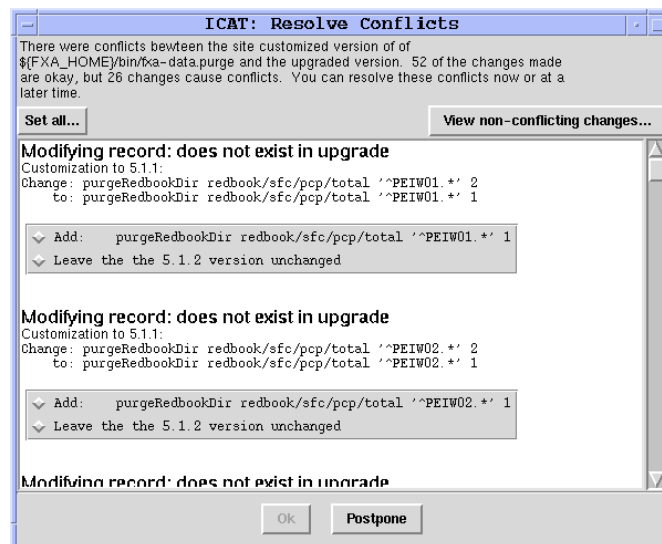 ICAT: Resolve Conflicts
There were conflicts bewteen the site customized version of of
${FXA_HOME}/bin/fxa-data.purge and the upgraded version. 52 of the changes made
are okay, but 26 changes cause conflicts. You can resolve these conflicts now or at a
later time.
Set all...
View non-conflicting changes...
Modifying record: does not exist in upgrade
Customization to 5.1.1:
Change: purgeRedbookDir redbook/sfc/pcp/total '^PEIW01.*' 2
to: purgeRedbookDir redbook/sfc/pcp/total '^PEIW01.*' 1
Add: purgeRedbookDir redbook/sfc/pcp/total '^PEIW01.*' 1
Leave the the 5.1.2 version unchanged
Modifying record: does not exist in upgrade
Customization to 5.1.1:
Change: purgeRedbookDir redbook/sfc/pcp/total '^PEIW02.*' 2
to: purgeRedbookDir redbook/sfc/pcp/total '^PEIW02.*' 1
Add: purgeRedbookDir redbook/sfc/pcp/total '^PEIW02.*' 1
Leave the the 5.1.2 version unchanged
Modifying record: does not exist in upgrade
Ok
Postpone